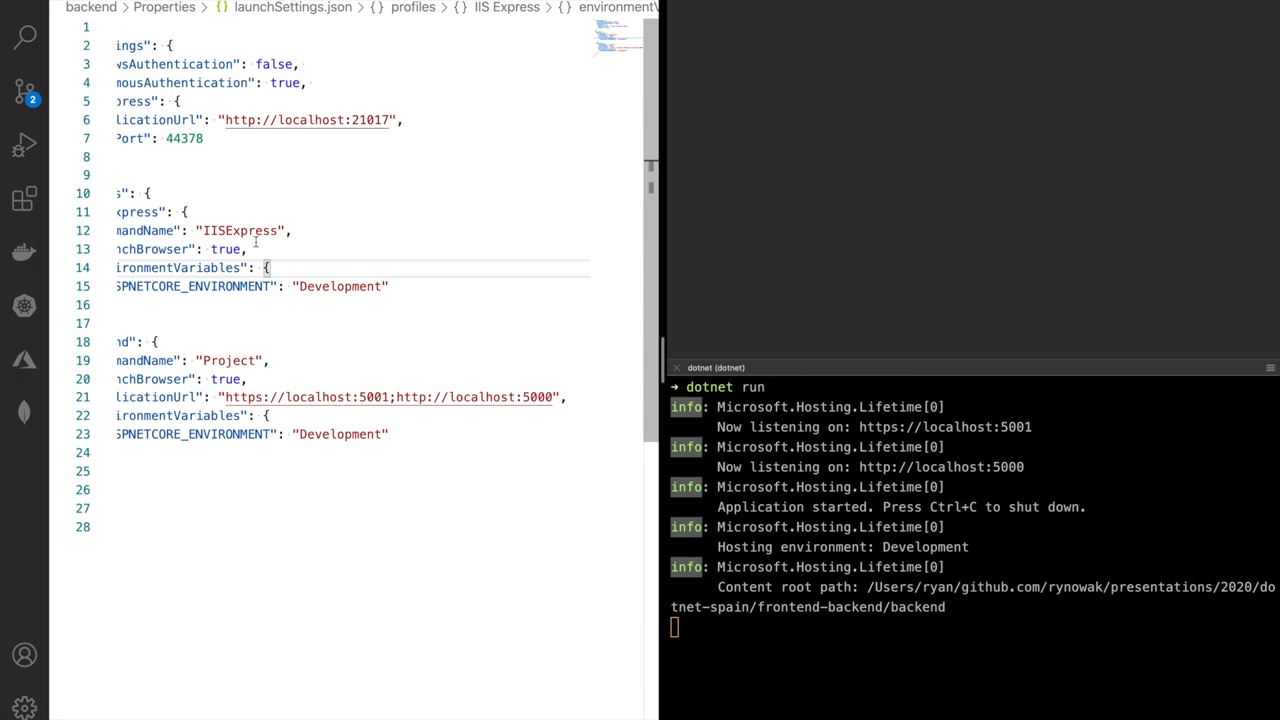 backend > Properties > {} launchSettings.json > {} profiles > {} IIS Express > {} environmentV
1
2 ings": {
3 wsAuthentication": false,
4 mousAuthentication": true,
5 press": {
6 licationUrl": "http://localhost:21017",
7 Port": 44378
8
9
10 s": {
11 xpress": {
12 mandName": "IISExpress",
13 nchBrowser": true,
14 ironmentVariables": {
15 SPNETCORE_ENVIRONMENT": "Development"
16
17
18 nd": {
19 mandName": "Project",
20 nchBrowser": true,
21 licationUrl": "https://localhost:5001;http://localhost:5000",
22 ironmentVariables": {
23 SPNETCORE_ENVIRONMENT": "Development"
24
25
26
27
28
2
dotnet (dotnet)
→ dotnet run
info: Microsoft.Hosting.Lifetime[0]
Now listening on: https://localhost:5001
info: Microsoft.Hosting.Lifetime[0]
Now listening on: http://localhost:5000
info: Microsoft.Hosting.Lifetime[0]
Application started. Press Ctrl+C to shut down.
info: Microsoft.Hosting.Lifetime[0]
Hosting environment: Development
info: Microsoft.Hosting.Lifetime[0]
Content root path: /Users/ryan/github.com/rynowak/presentations/2020/do
tnet-spain/frontend-backend/backend